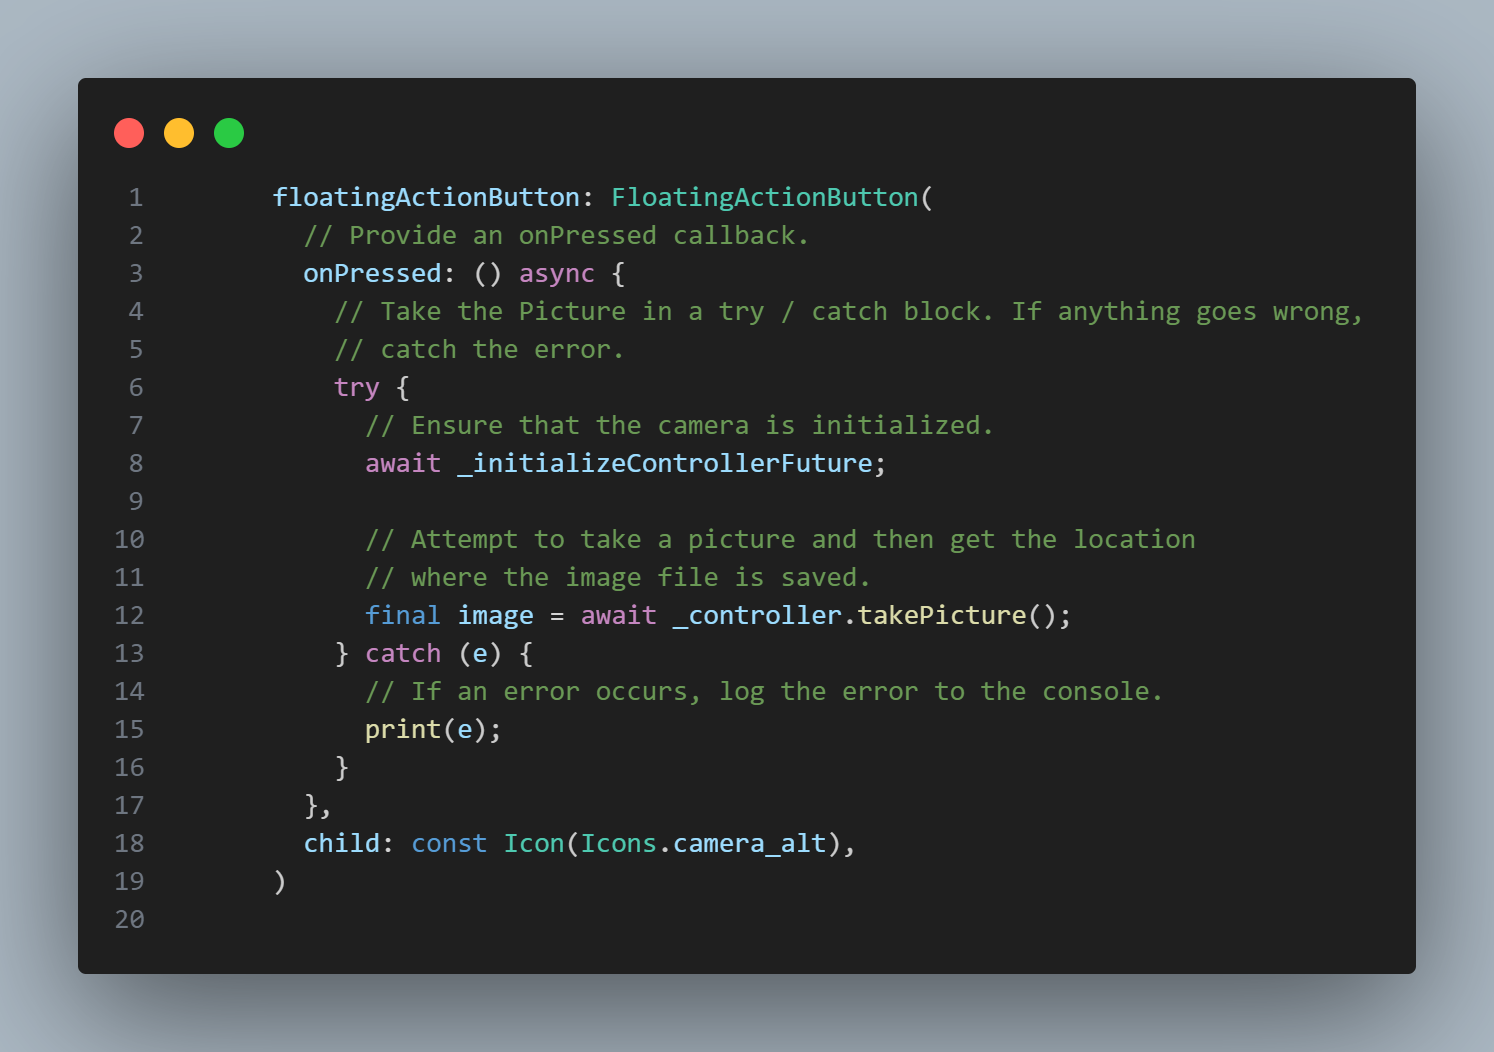 1 floatingActionButton: FloatingActionButton(
2 // Provide an onPressed callback.
3 onPressed: () async {
4 // Take the Picture in a try / catch block. If anything goes wrong,
5 // catch the error.
6 try {
7 // Ensure that the camera is initialized.
8 await _initializeControllerFuture;
9
10 // Attempt to take a picture and then get the location
11 // where the image file is saved.
12 final image = await _controller.takePicture();
13 } catch (e) {
14 // If an error occurs, log the error to the console.
15 print(e);
16 }
17 },
18 child: const Icon(Icons.camera_alt),
19 )
20